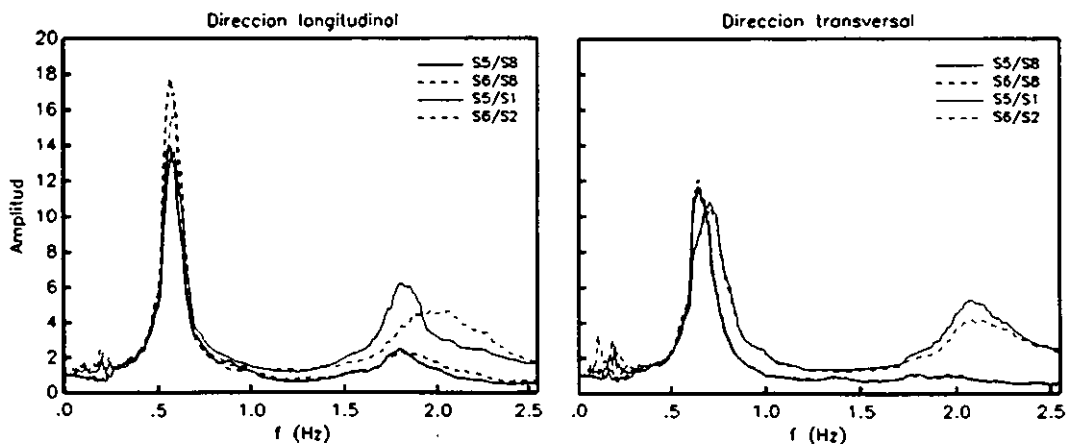 Direccion longitudinal
20
18
16
14
12
10
8
6
4
2
0
Amplitud
S5/S8
S6/S8
S5/S1
S6/S2
.0
.5
1.0
1.5
2.0
2.5
f (Hz)
Direccion transversal
S5/S8
S6/S8
S5/S1
S6/S2
.0
.5
1.0
1.5
2.0
2.5
f (Hz)